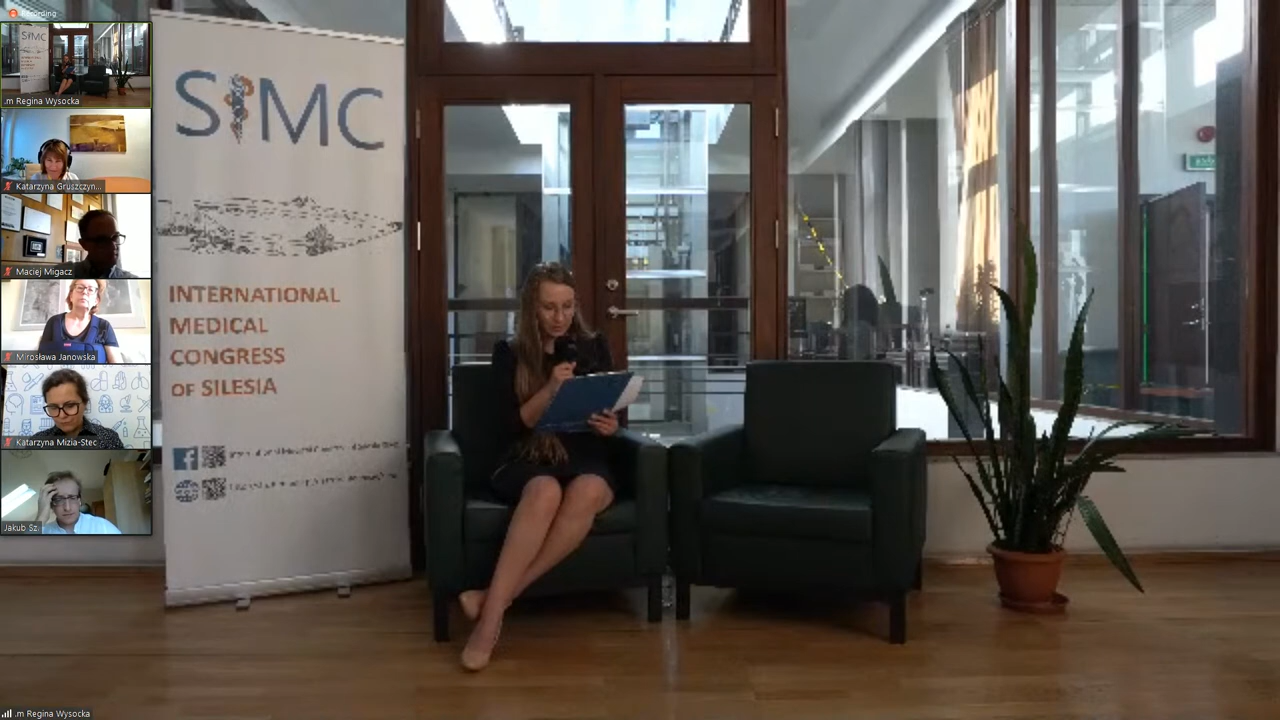 Recording
.m Regina Wysocka
Katarzyna Gruszczyn...
Maciej Migacz
Mirosława Janowska
Katarzyna Mizia-Stec
Jakub Sz.
SIMC
INTERNATIONAL
MEDICAL
CONGRESS
OF SILESIA
.m Regina Wysocka